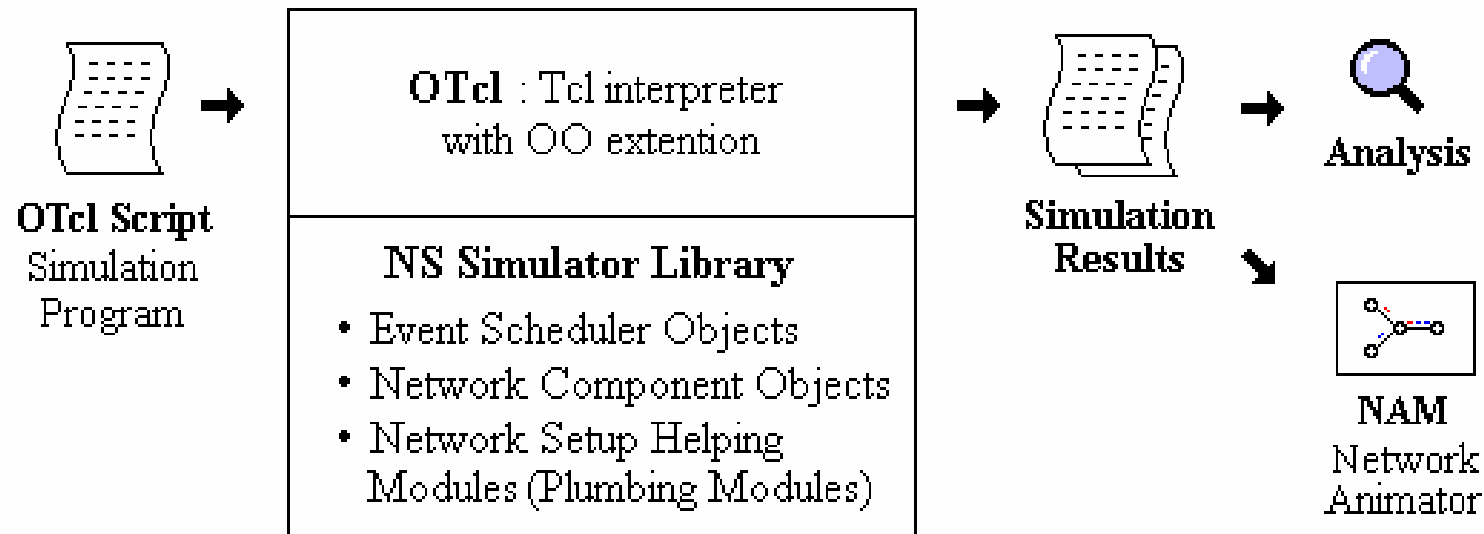 OTcl Script
Simulation
Program
OTcl : Tcl interpreter
with OO extention
NS Simulator Library
• Event Scheduler Objects
• Network Component Objects
• Network Setup Helping
Modules (Plumbing Modules)
Simulation
Results
Analysis
NAM
Network
Animator